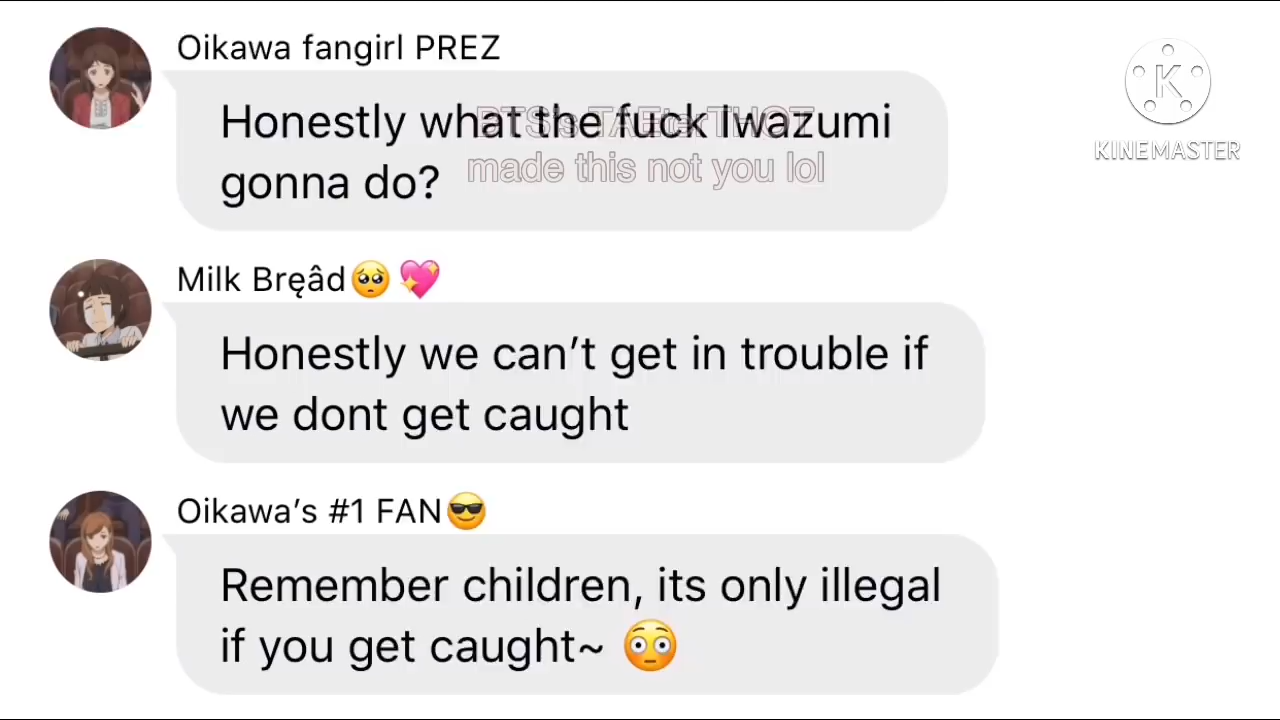 Oikawa fangirl PREZ
Honestly what the fuck Iwazumi
gonna do?
made this not you lol
KINEMASTER
Milk Bręâd🥺 💖
Honestly we can’t get in trouble if
we dont get caught
Oikawa’s #1 FAN😎
Remember children, its only illegal
if you get caught~ 😳